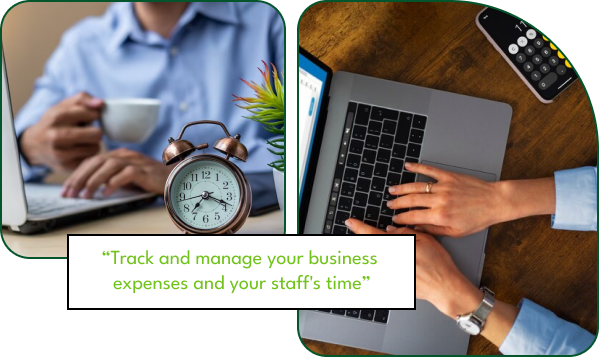 “Track and manage your business
expenses and your staff's time”